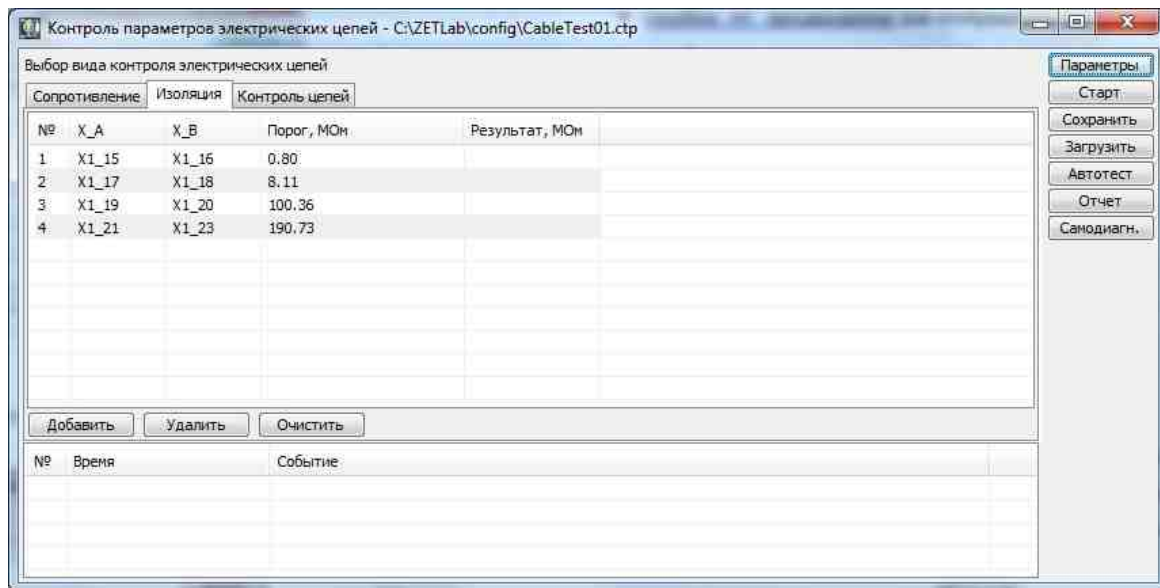 Контроль параметров электрических цепей - C:\ZETLab\config\CableTest01.ctp
Выбор вида контроля электрических цепей
Сопротивление Изоляция Контроль цепей
№ X_A X_B Порог, МОм Результат, МОм
1 X1_15 X1_16 0.80
2 X1_17 X1_18 8.11
3 X1_19 X1_20 100.36
4 X1_21 X1_23 190.73
Добавить Удалить Очистить
№ Время Событие
Параметры
Старт
Сохранить
Загрузить
Автотест
Отчет
Самодиагн.